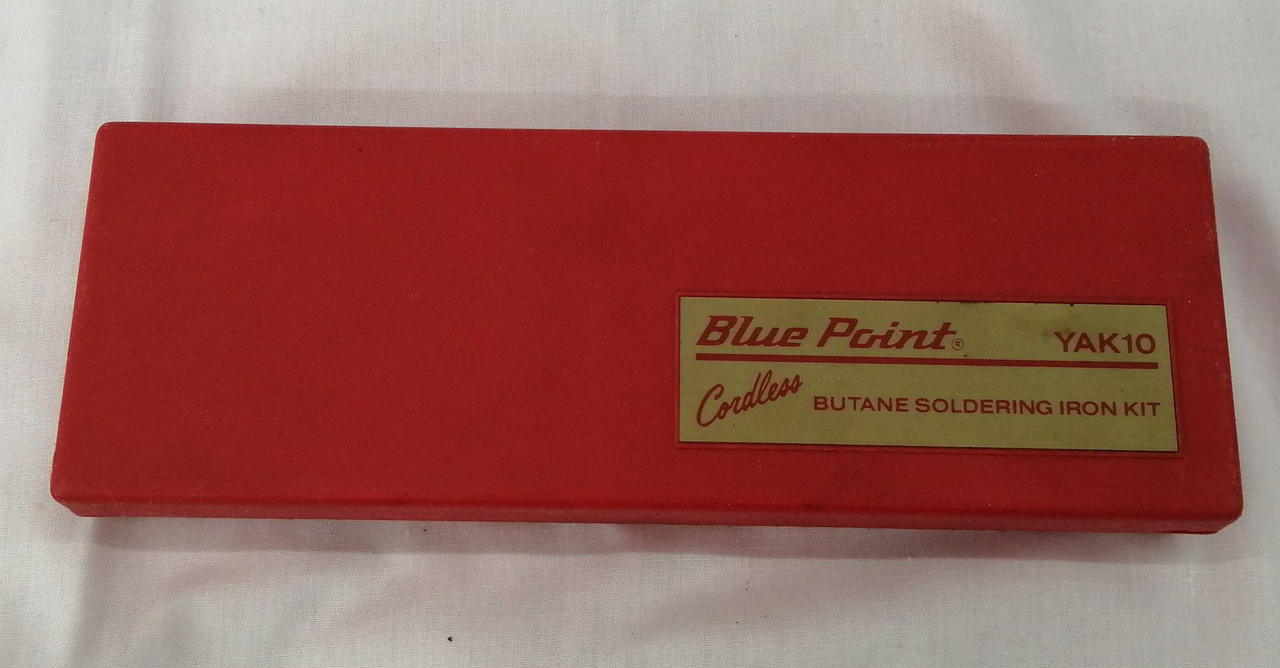 Blue Point® YAK10
Cordless BUTANE SOLDERING IRON KIT